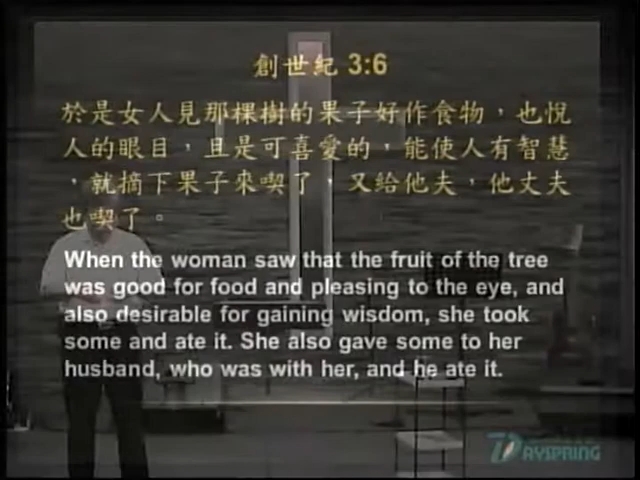 創世紀 3:6
於是女人見那棵樹的果子好作食物，也悅
人的眼目，且是可喜愛的，能使人有智慧
，就摘下果子來喫了，又給他夫，他丈夫
也喫了。
When the woman saw that the fruit of the tree
was good for food and pleasing to the eye, and
also desirable for gaining wisdom, she took
some and ate it. She also gave some to her
husband, who was with her, and he ate it.
DAYSPRING